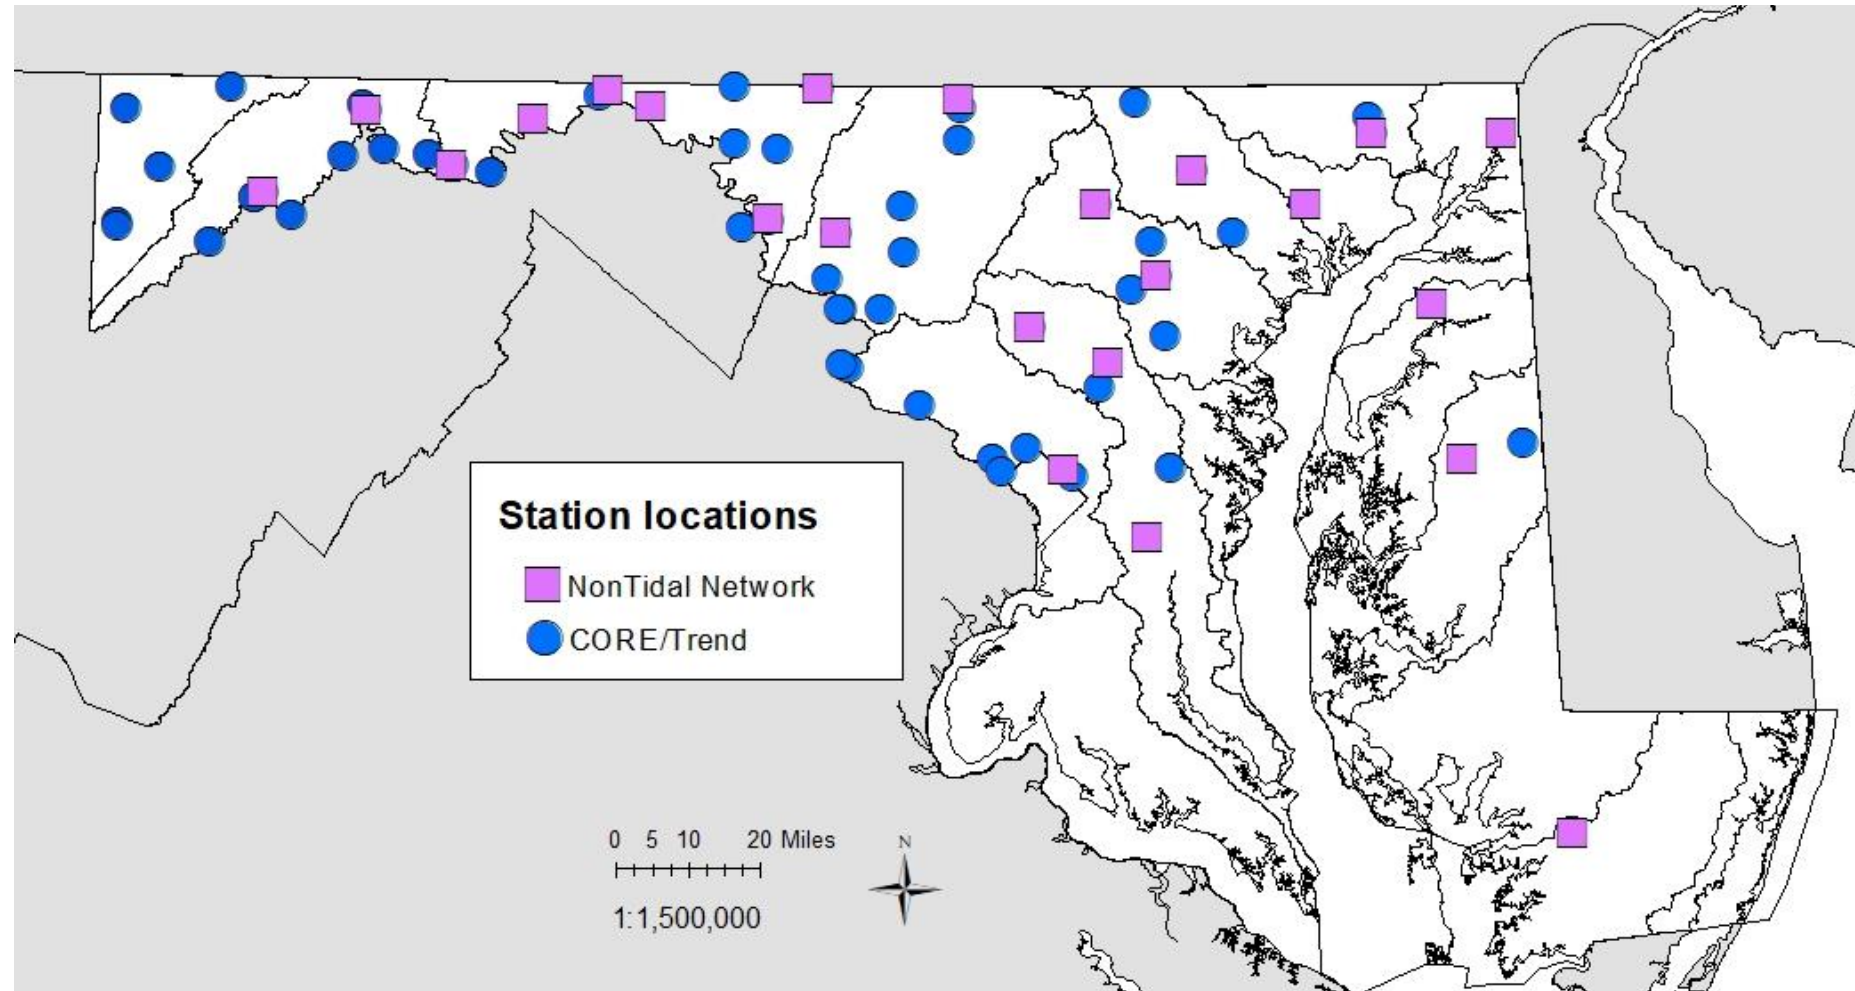 Station locations
NonTidal Network
CORE/Trend
0 5 10 20 Miles
N
1:1,500,000